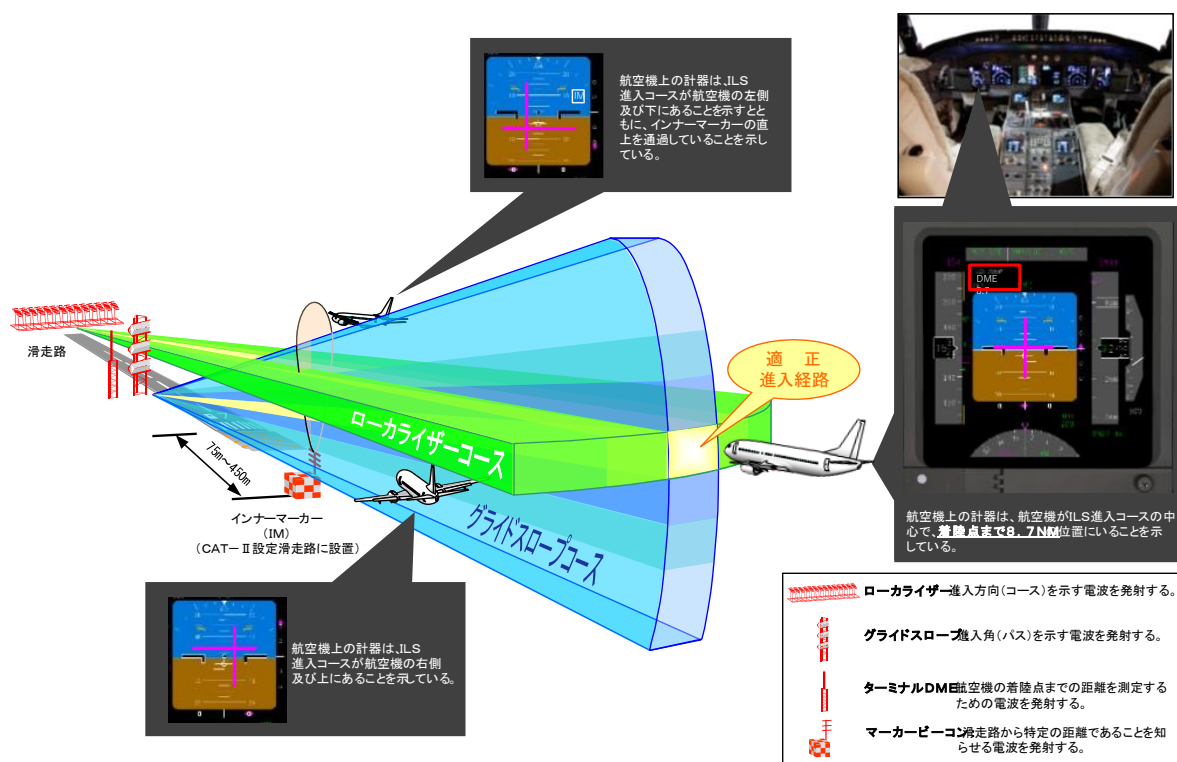 航空機上の計器は、ILS
進入コースが航空機の左側
及び下にあることを示すとと
もに、インナーマーカーの直
上を通過していることを示し
ている。
IM
DME
8.7
滑走路
適 正
進入経路
ローカライザーコース
グライドスロープコース
75m～450m
インナーマーカー
(IM)
(CAT－Ⅱ設定滑走路に設置)
航空機上の計器は、航空機がILS進入コースの中
心で、着陸点まで8．7NM位置にいることを示
している。
航空機上の計器は、ILS
進入コースが航空機の右側
及び上にあることを示している。
ローカライザー 進入方向(コース)を示す電波を発射する。
グライドスロープ 進入角(パス)を示す電波を発射する。
ターミナルDME 航空機の着陸点までの距離を測定する
ための電波を発射する。
マーカービーコン 滑走路から特定の距離であることを知
らせる電波を発射する。